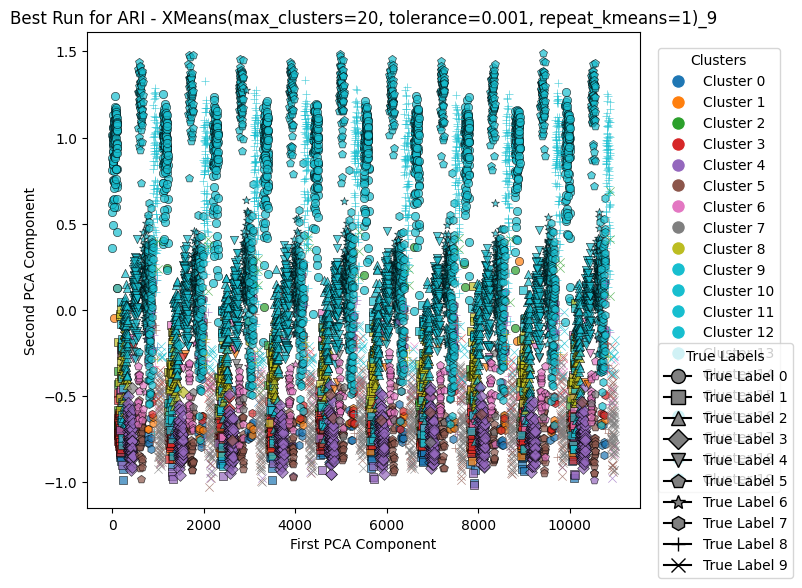 Best Run for ARI - XMeans(max_clusters=20, tolerance=0.001, repeat_kmeans=1)_9
Second PCA Component
1.5
1.0
0.5
0.0
−0.5
−1.0
0
2000
4000
6000
8000
10000
First PCA Component
Clusters
Cluster 0
Cluster 1
Cluster 2
Cluster 3
Cluster 4
Cluster 5
Cluster 6
Cluster 7
Cluster 8
Cluster 9
Cluster 10
Cluster 11
Cluster 12
Cluster 13
True Labels
True Label 0
True Label 1
True Label 2
True Label 3
True Label 4
True Label 5
True Label 6
True Label 7
True Label 8
True Label 9